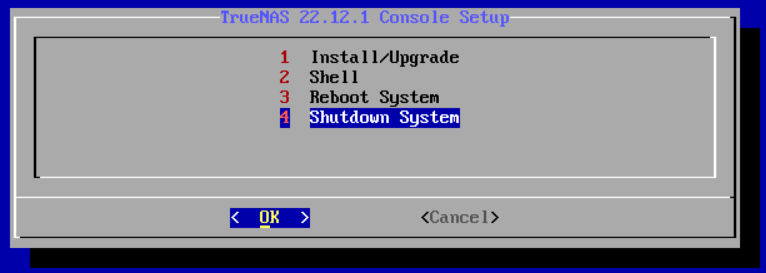 TrueNAS 22.12.1 Console Setup
1 Install/Upgrade
2 Shell
3 Reboot System
4 Shutdown System
< OK > <Cancel>